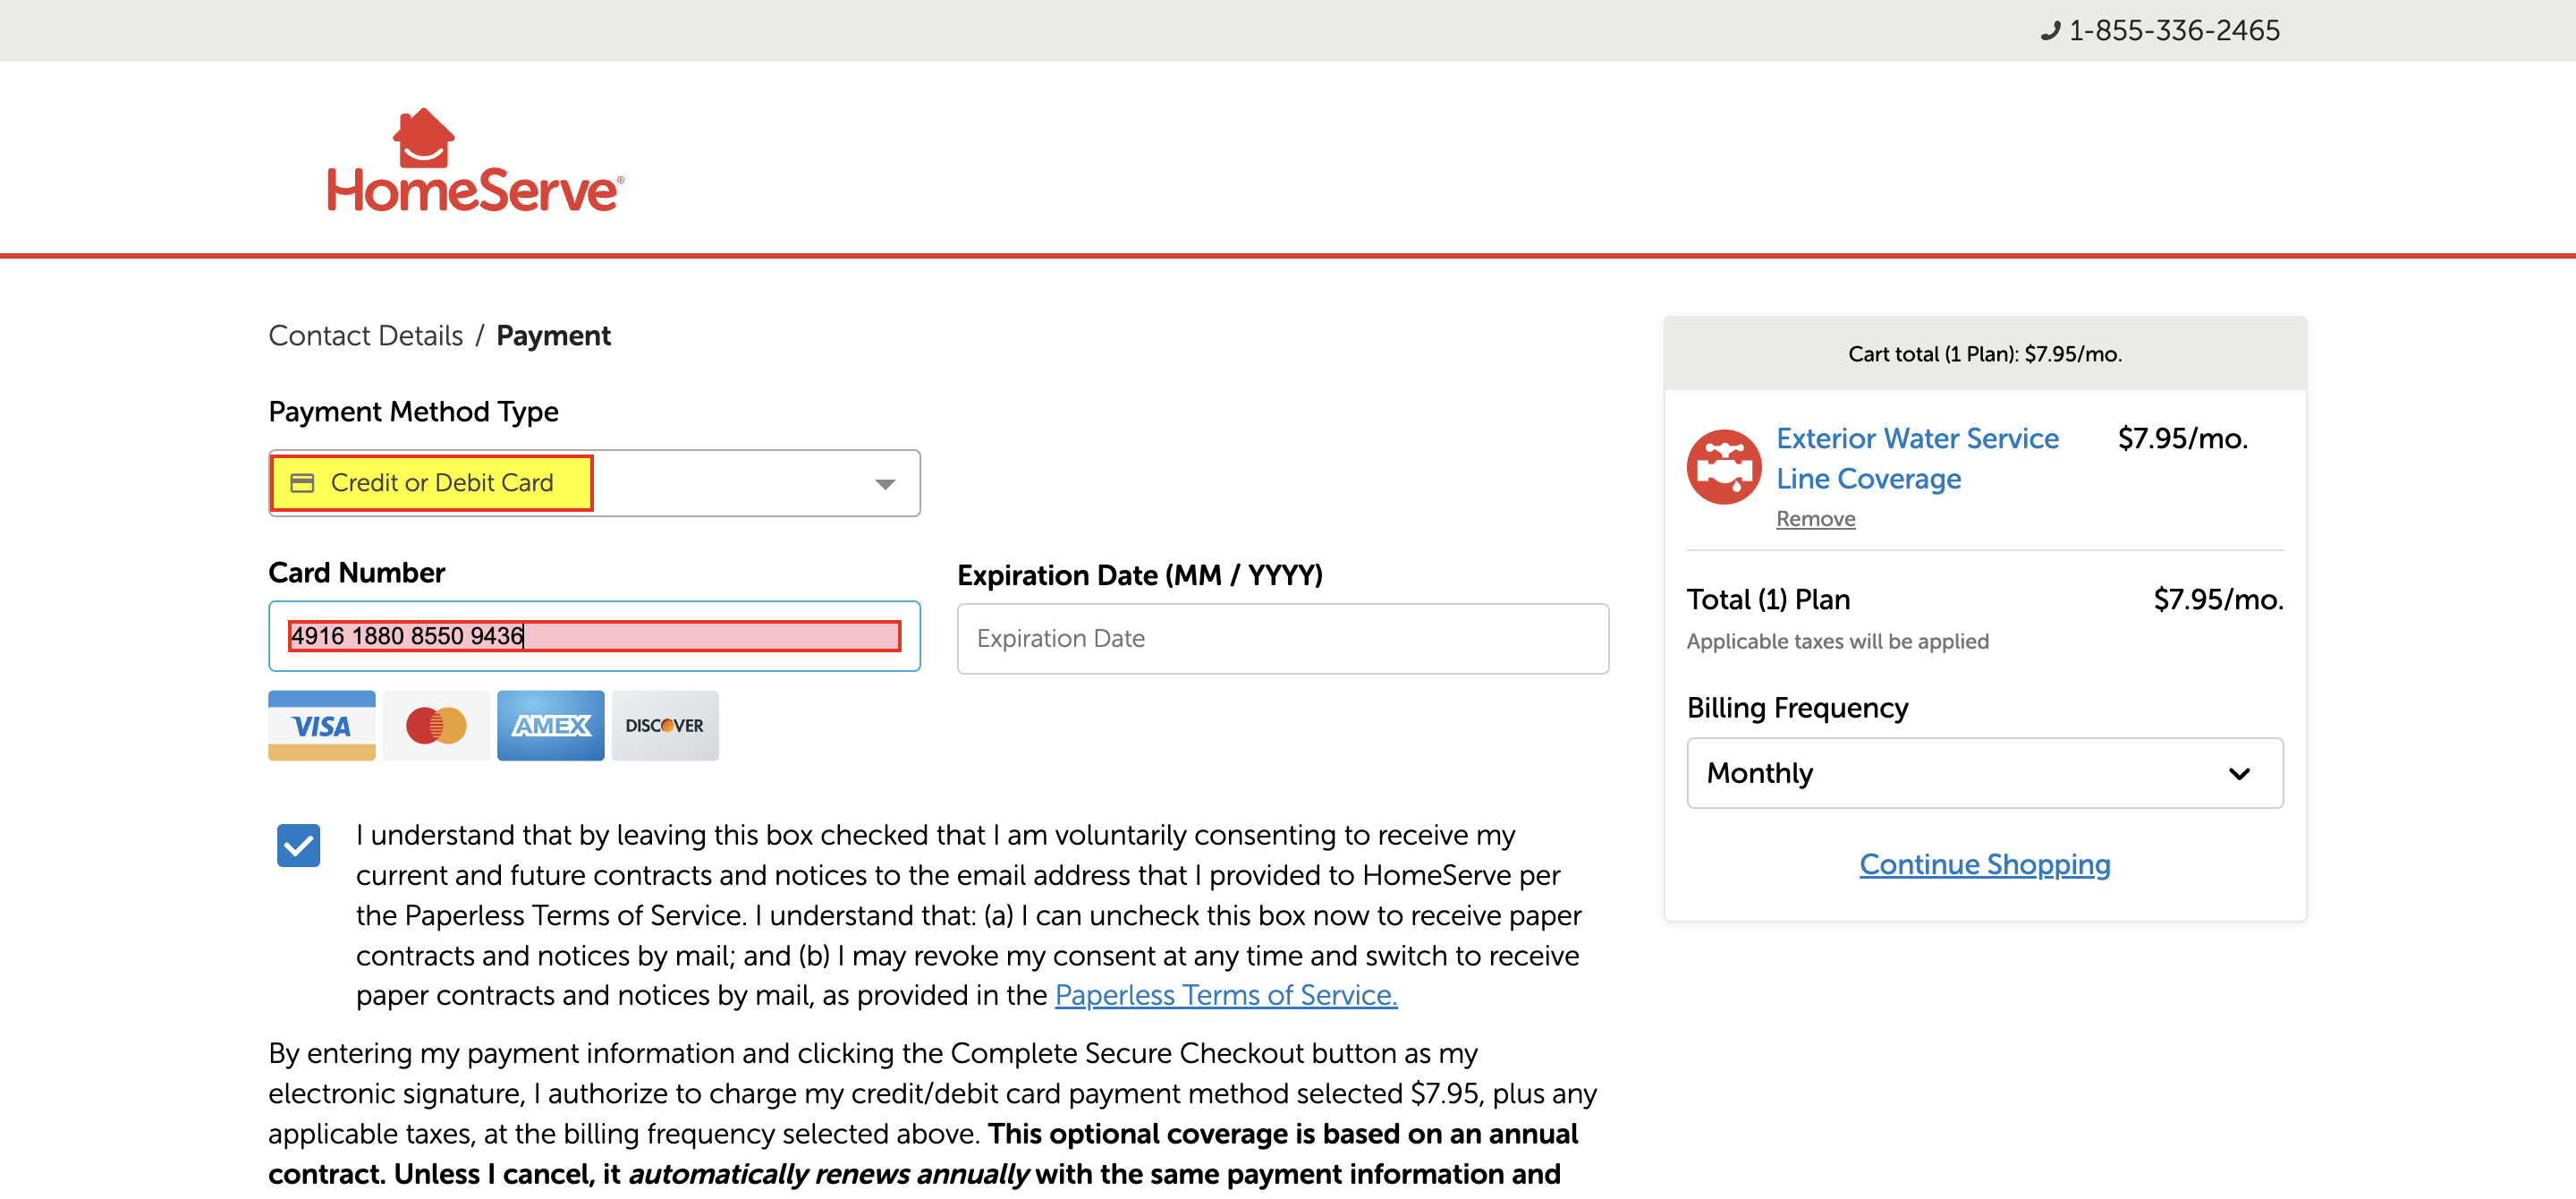 1-855-336-2465
HomeServe®
Contact Details / Payment
Payment Method Type
Credit or Debit Card
Card Number
4916 1880 8550 9436
Expiration Date (MM / YYYY)
Expiration Date
VISA
AMEX
DISCOVER
I understand that by leaving this box checked that I am voluntarily consenting to receive my
current and future contracts and notices to the email address that I provided to HomeServe per
the Paperless Terms of Service. I understand that: (a) I can uncheck this box now to receive paper
contracts and notices by mail; and (b) I may revoke my consent at any time and switch to receive
paper contracts and notices by mail, as provided in the Paperless Terms of Service.
By entering my payment information and clicking the Complete Secure Checkout button as my
electronic signature, I authorize to charge my credit/debit card payment method selected $7.95, plus any
applicable taxes, at the billing frequency selected above. This optional coverage is based on an annual
contract. Unless I cancel, it automatically renews annually with the same payment information and
Cart total (1 Plan): $7.95/mo.
Exterior Water Service $7.95/mo.
Line Coverage
Remove
Total (1) Plan $7.95/mo.
Applicable taxes will be applied
Billing Frequency
Monthly
Continue Shopping